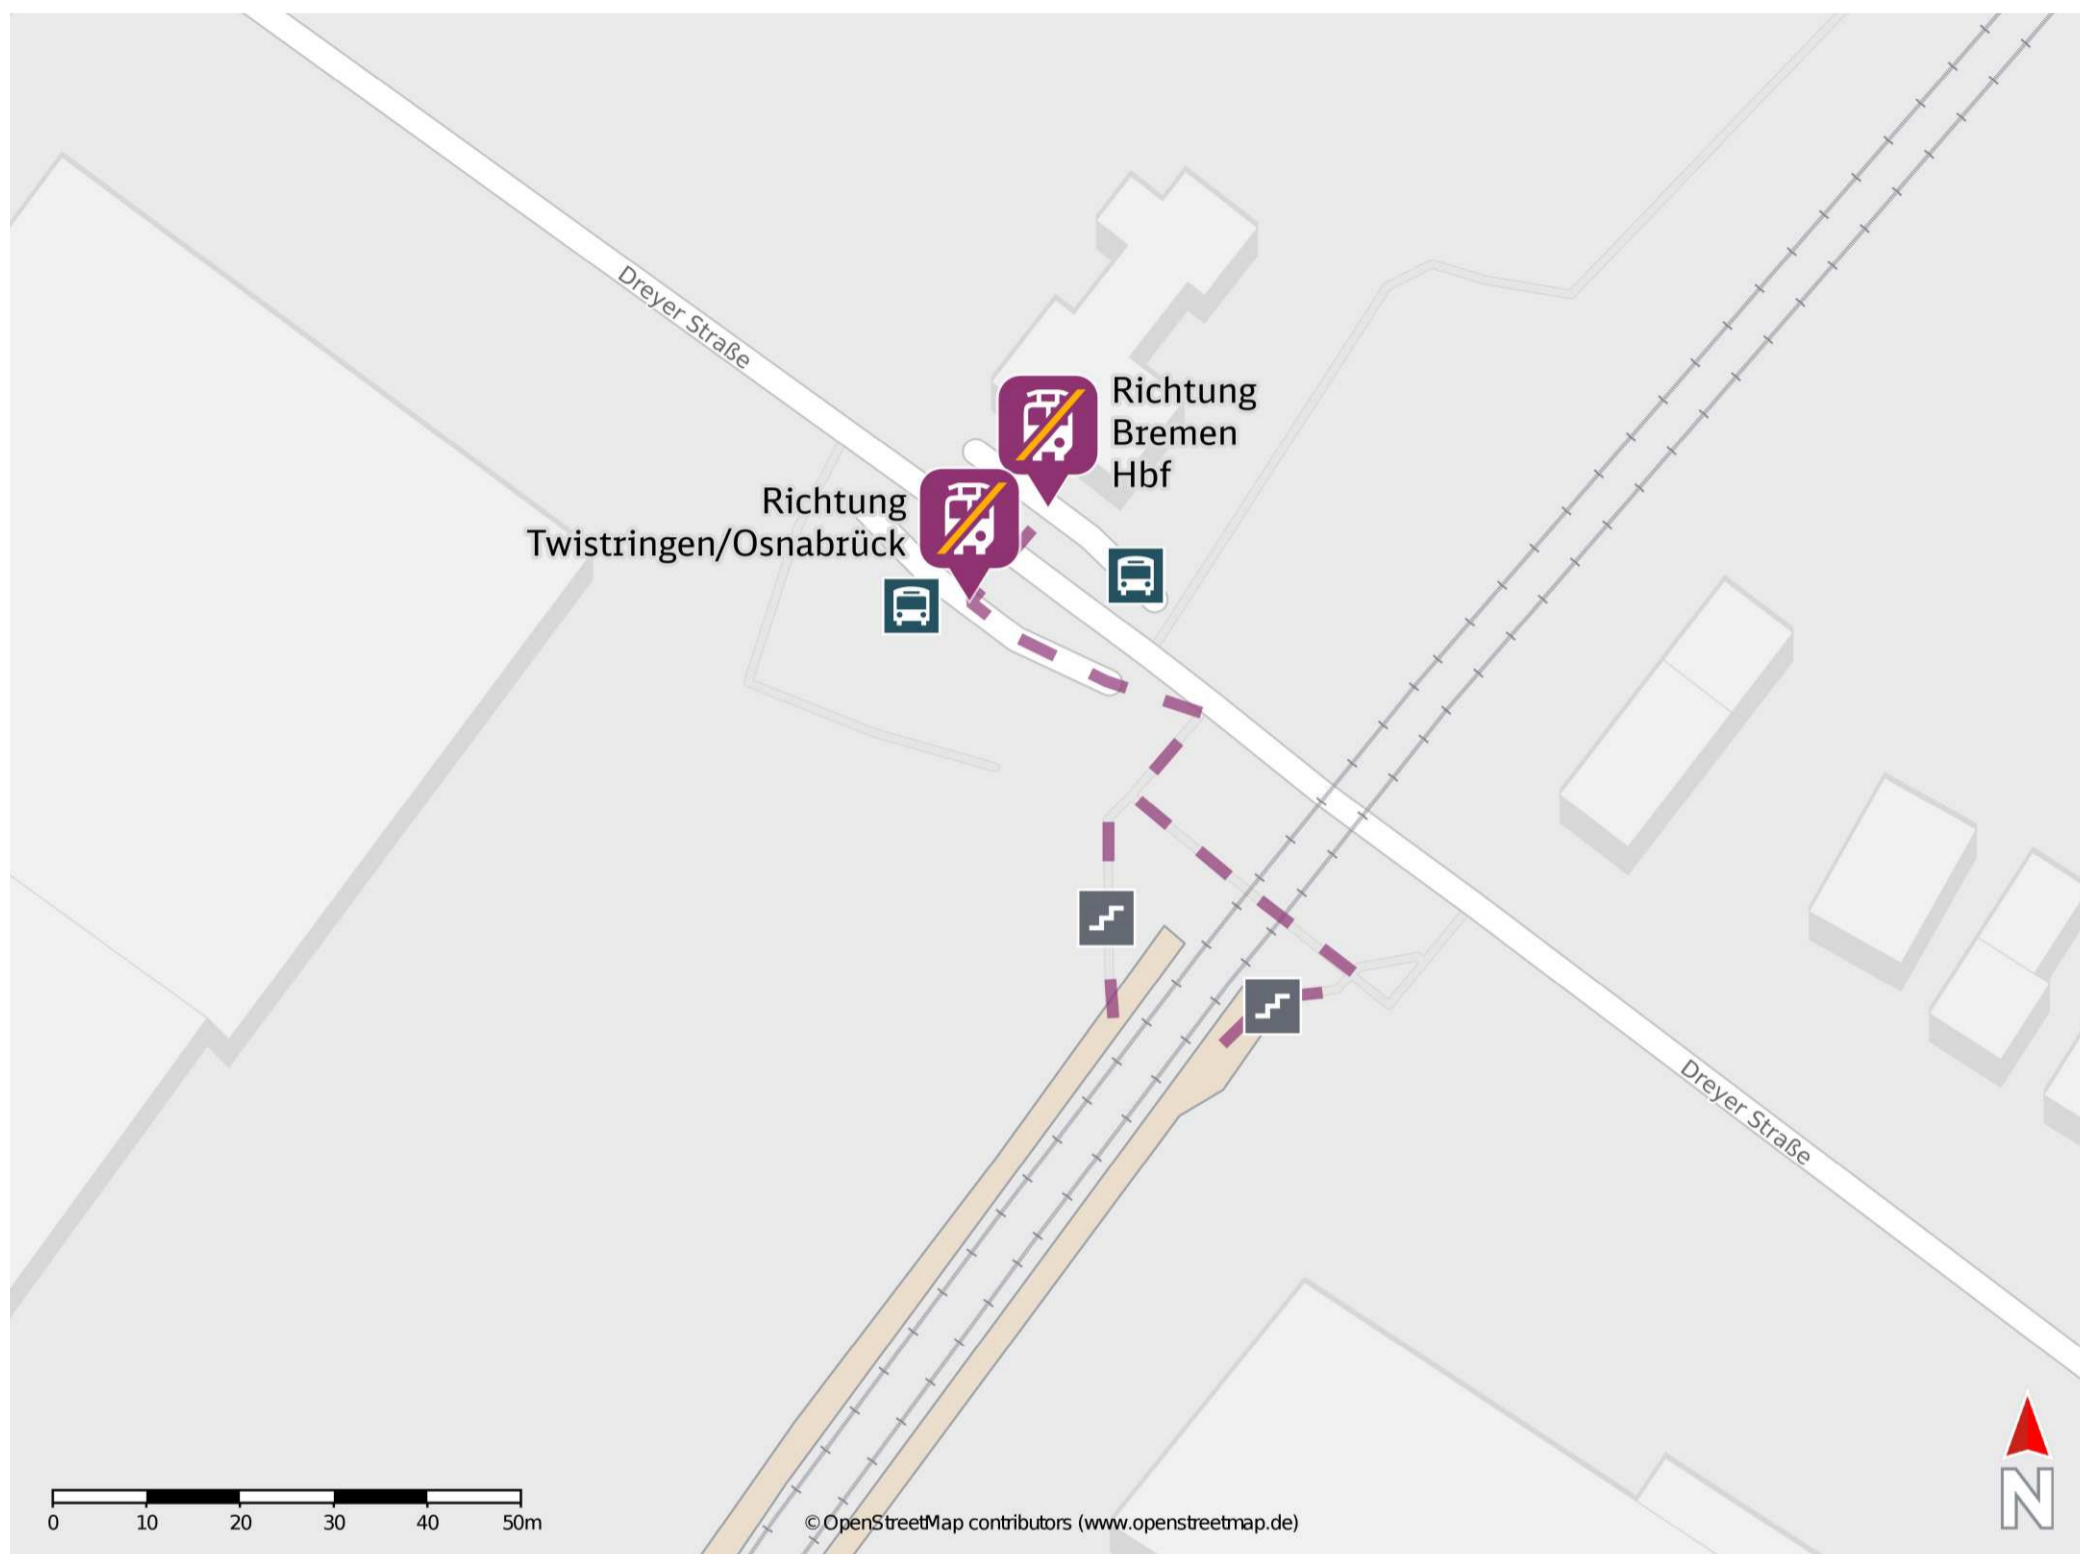 Dreyer Straße
Richtung
Bremen
Hbf
Richtung
Twistringen/Osnabrück
Dreyer Straße
0 10 20 30 40 50m
© OpenStreetMap contributors (www.openstreetmap.de)
N